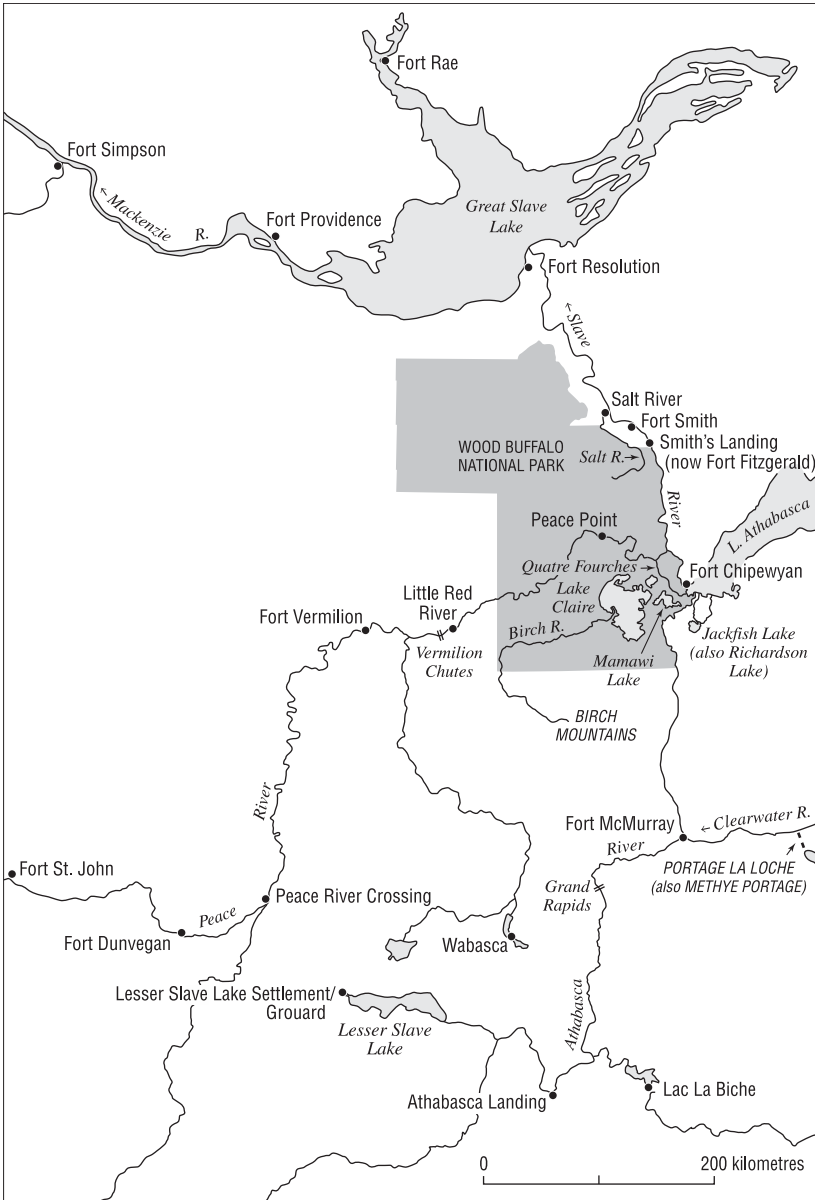 Fort Rae
Fort Simpson
← Mackenzie
R.
Fort Providence
Great Slave
Lake
Fort Resolution
← Slave
Salt River
Fort Smith
Smith's Landing
(now Fort Fitzgerald)
WOOD BUFFALO
NATIONAL PARK
Salt R.→
River
L. Athabasca
Peace Point
Quatre Fourches →
Fort Chipewyan
Lake
Claire
Little Red
River
Fort Vermilion
Vermilion
Chutes
Birch R.
Mamawi
Lake
Jackfish Lake
(also Richardson
Lake)
BIRCH
MOUNTAINS
River
Fort McMurray
← Clearwater R.
River
PORTAGE LA LOCHE
(also METHYE PORTAGE)
Grand
Rapids
Fort St. John
Peace River Crossing
Peace
Fort Dunvegan
Wabasca
Lesser Slave Lake Settlement/
Grouard
Lesser Slave
Lake
Athabasca
Athabasca Landing
Lac La Biche
0 200 kilometres